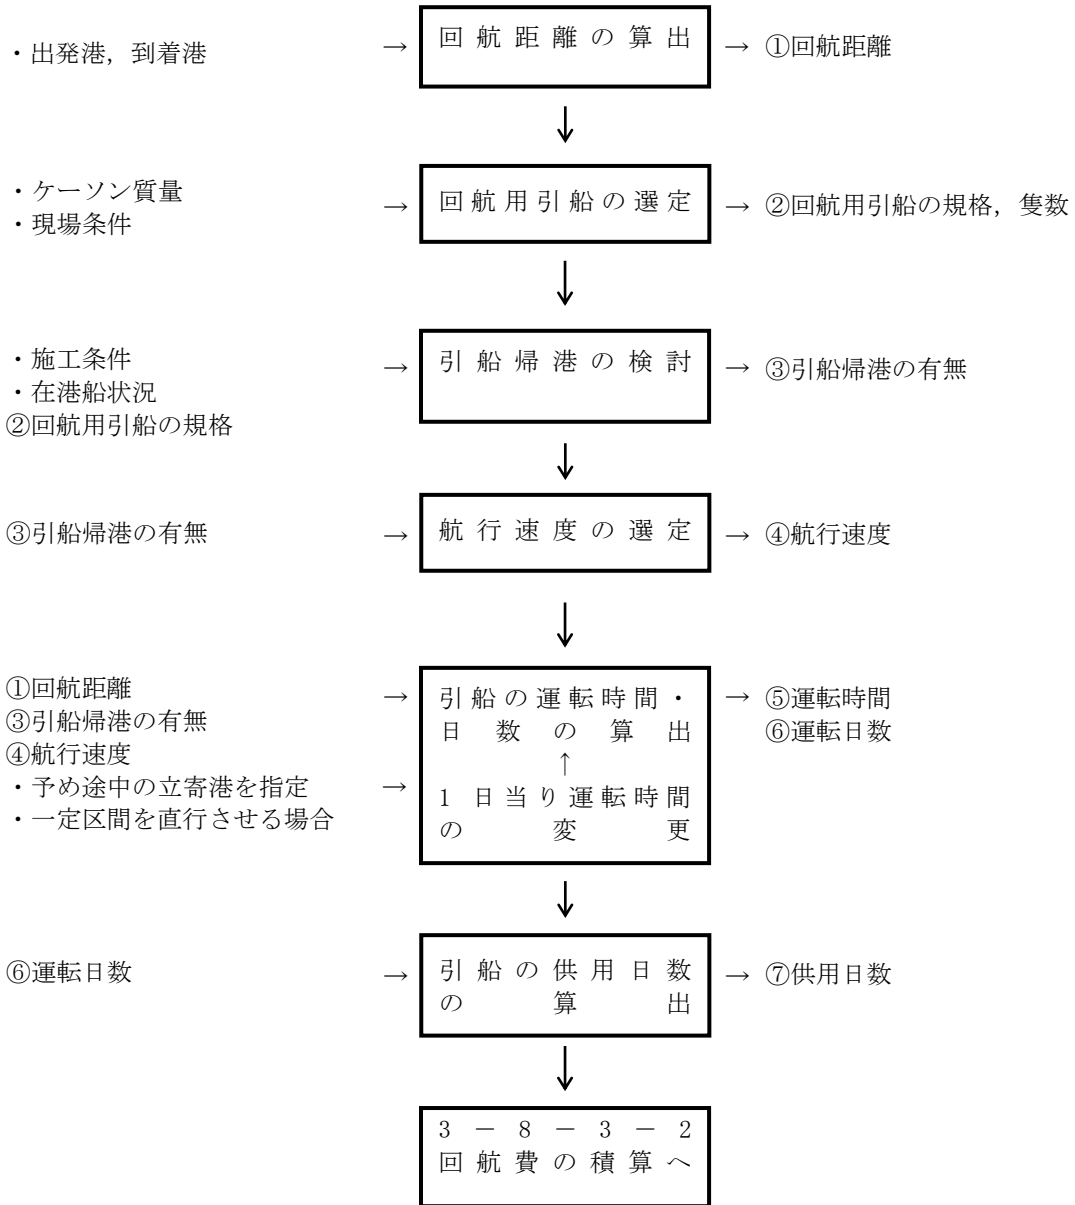 ・出発港，到着港 → 回航距離の算出 → ①回航距離
↓
・ケーソン質量
・現場条件
→ 回航用引船の選定 → ②回航用引船の規格，隻数
↓
・施工条件
・在港船状況
②回航用引船の規格
→ 引船帰港の検討 → ③引船帰港の有無
↓
③引船帰港の有無 → 航行速度の選定 → ④航行速度
↓
①回航距離
③引船帰港の有無
④航行速度
・予め途中の立寄港を指定
・一定区間を直行させる場合
→
→
引船の運転時間・
日数の算出
↑
1日当り運転時間
の変更
→ ⑤運転時間
⑥運転日数
↓
⑥運転日数 →
引船の供用日数
の算出
→ ⑦供用日数
↓
3－8－3－2
回航費の積算へ